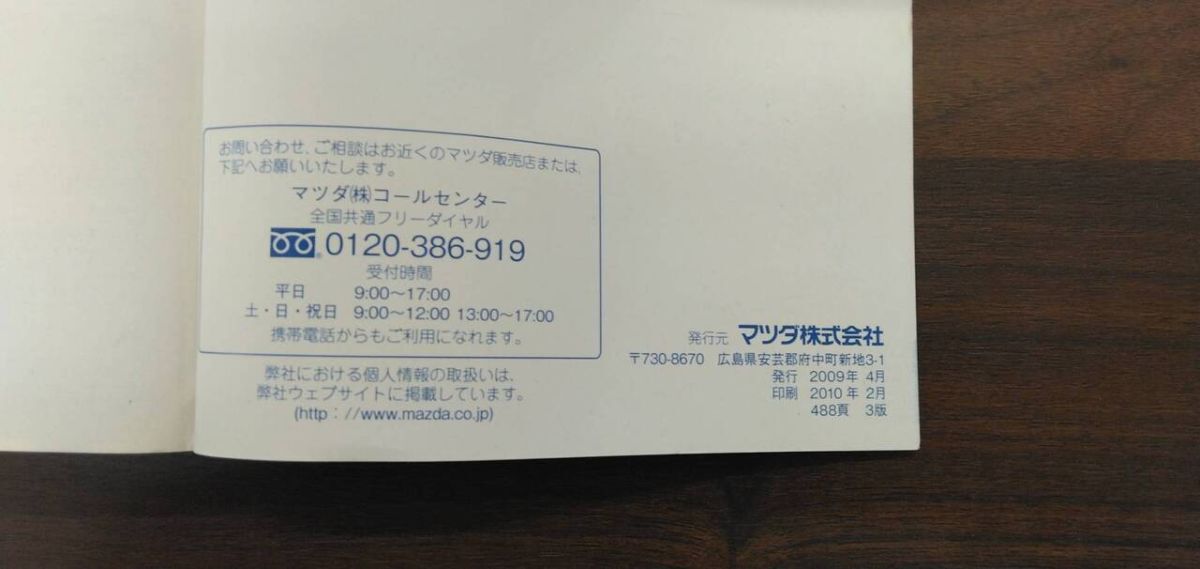 お問い合わせ、ご相談はお近くのマツダ販売店または、
下記へお願いいたします。
マツダ㈱コールセンター
全国共通フリーダイヤル
0120-386-919
受付時間
平日 9:00～17:00
土・日・祝日 9:00～12:00 13:00～17:00
携帯電話からもご利用になれます。
弊社における個人情報の取扱いは、
弊社ウェブサイトに掲載しています。
(http：//www.mazda.co.jp)
発行元 マツダ株式会社
〒730-8670 広島県安芸郡府中町新地3-1
発行 2009年 4月
印刷 2010年 2月
488頁 3版